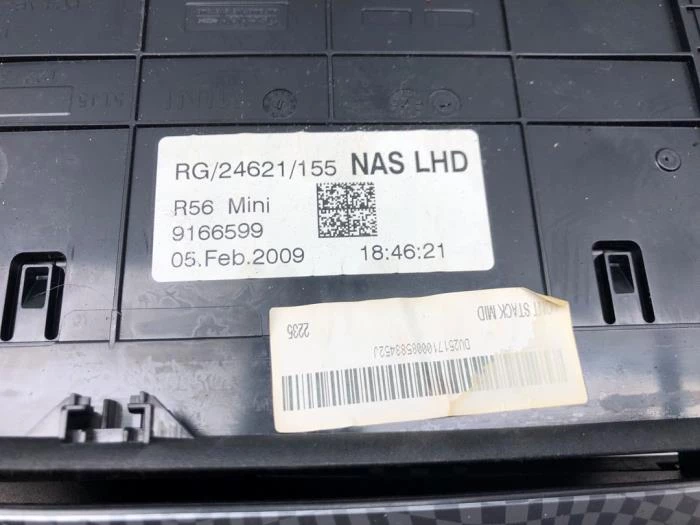 RG/24621/155 NAS LHD
R56 Mini
9166599
05.Feb.2009 18:46:21
STACK MID
2235